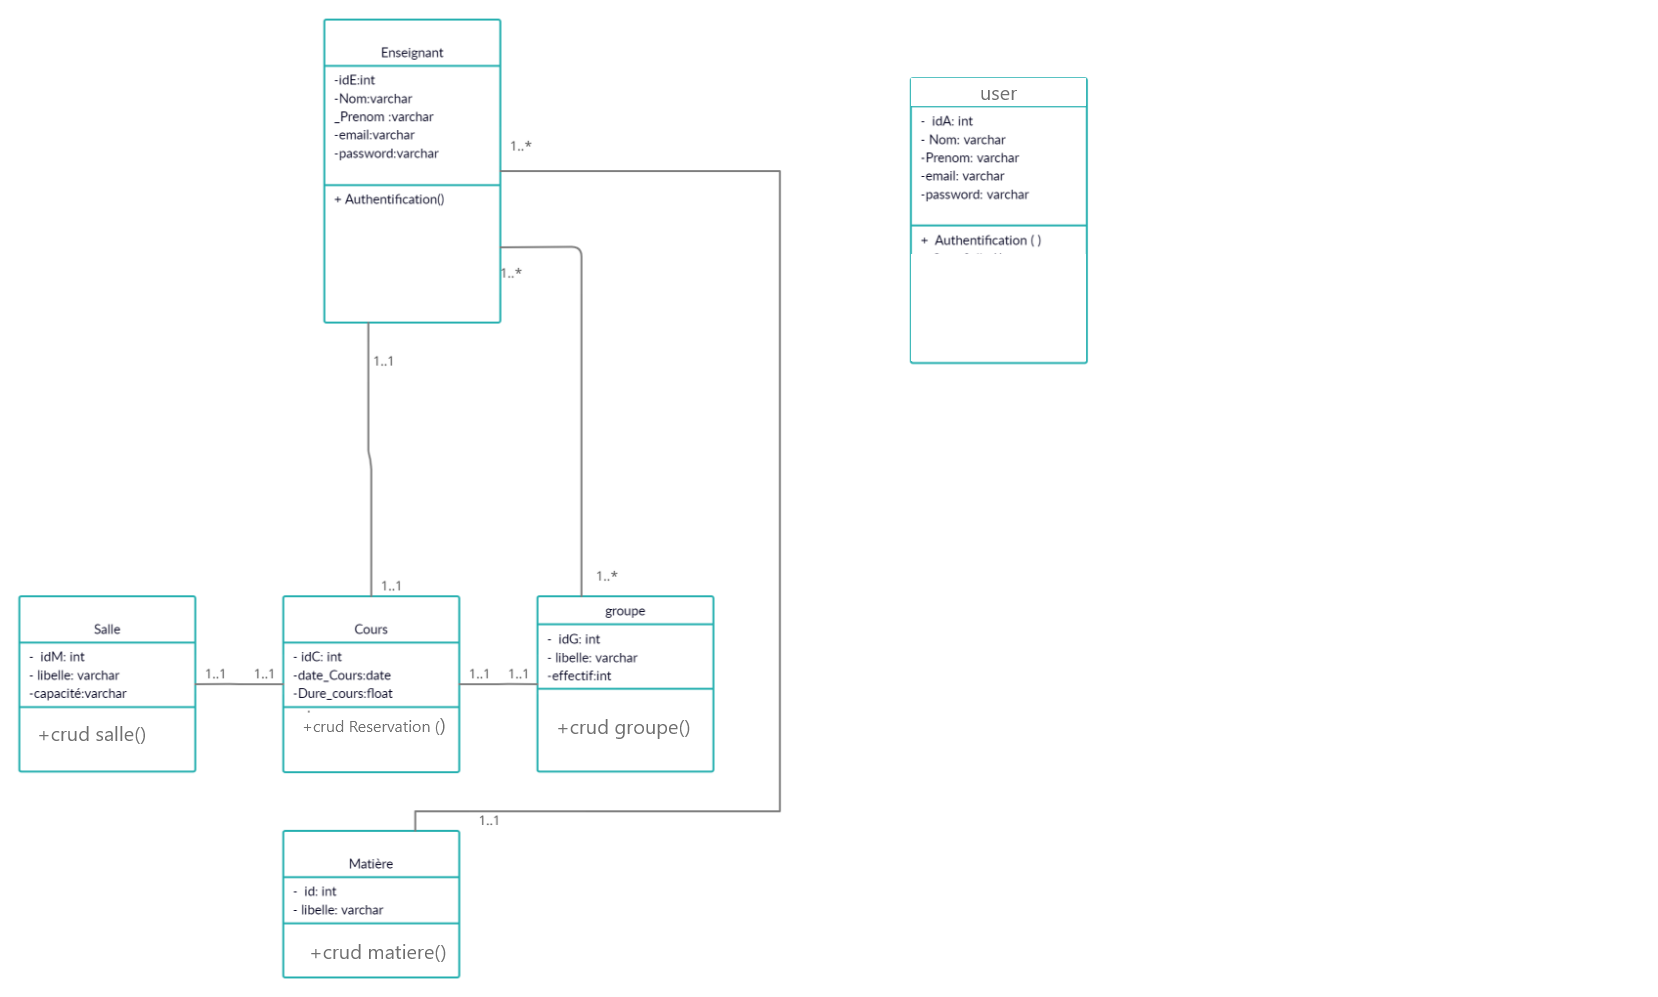 Enseignant
-idE:int
-Nom:varchar
_Prenom :varchar
-email:varchar
-password:varchar
+ Authentification()
1..*
1..*
1..1
user
- idA: int
- Nom: varchar
-Prenom: varchar
-email: varchar
-password: varchar
+ Authentification ( )
1..1
1..*
Salle
- idM: int
- libelle: varchar
-capacité:varchar
+crud salle()
1..1 1..1
Cours
- idC: int
-date_Cours:date
-Dure_cours:float
+crud Reservation ()
1..1 1..1
groupe
- idG: int
- libelle: varchar
-effectif:int
+crud groupe()
1..1
Matière
- id: int
- libelle: varchar
+crud matiere()